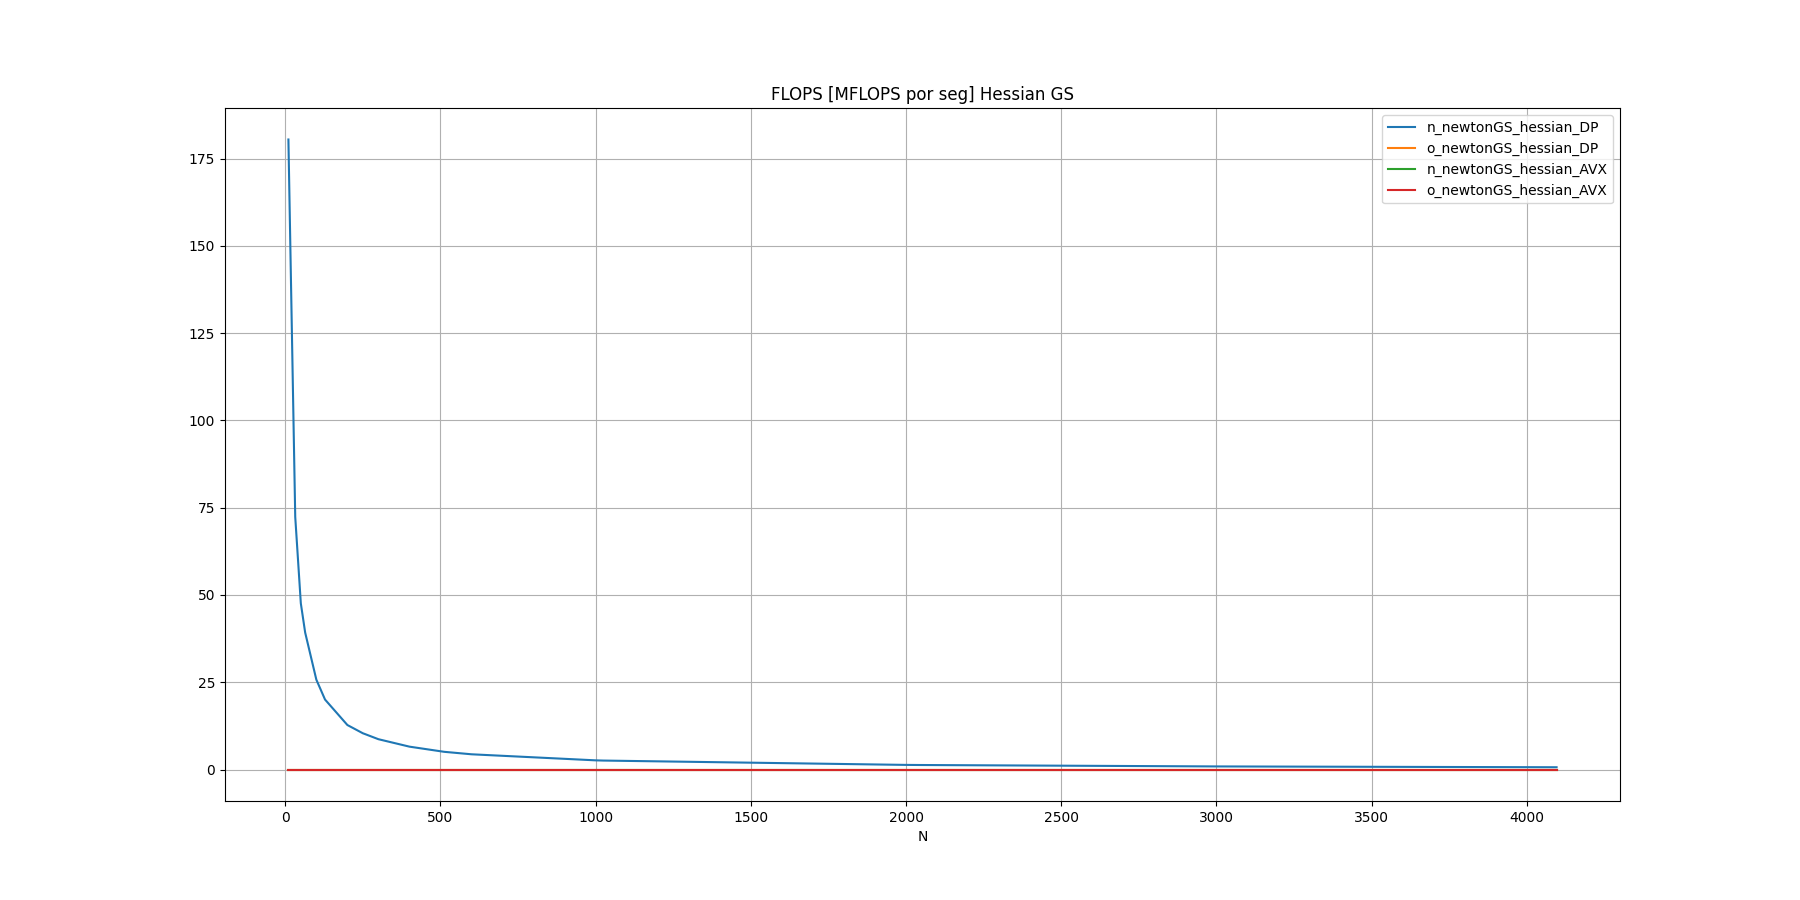 FLOPS [MFLOPS por seg] Hessian GS
n_newtonGS_hessian_DP
o_newtonGS_hessian_DP
n_newtonGS_hessian_AVX
o_newtonGS_hessian_AVX
175
150
125
100
75
50
25
0
0 500 1000 1500 2000 2500 3000 3500 4000
N